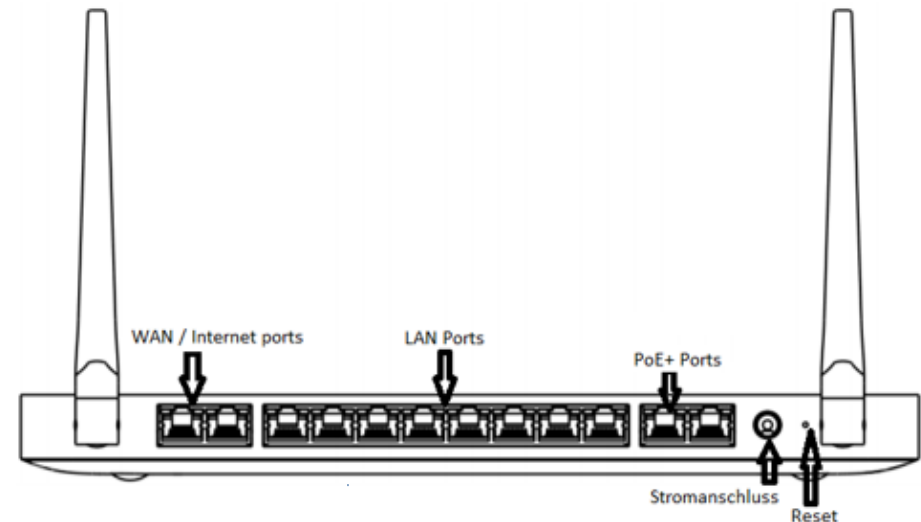 WAN / Internet ports
LAN Ports
PoE+ Ports
Stromanschluss
Reset